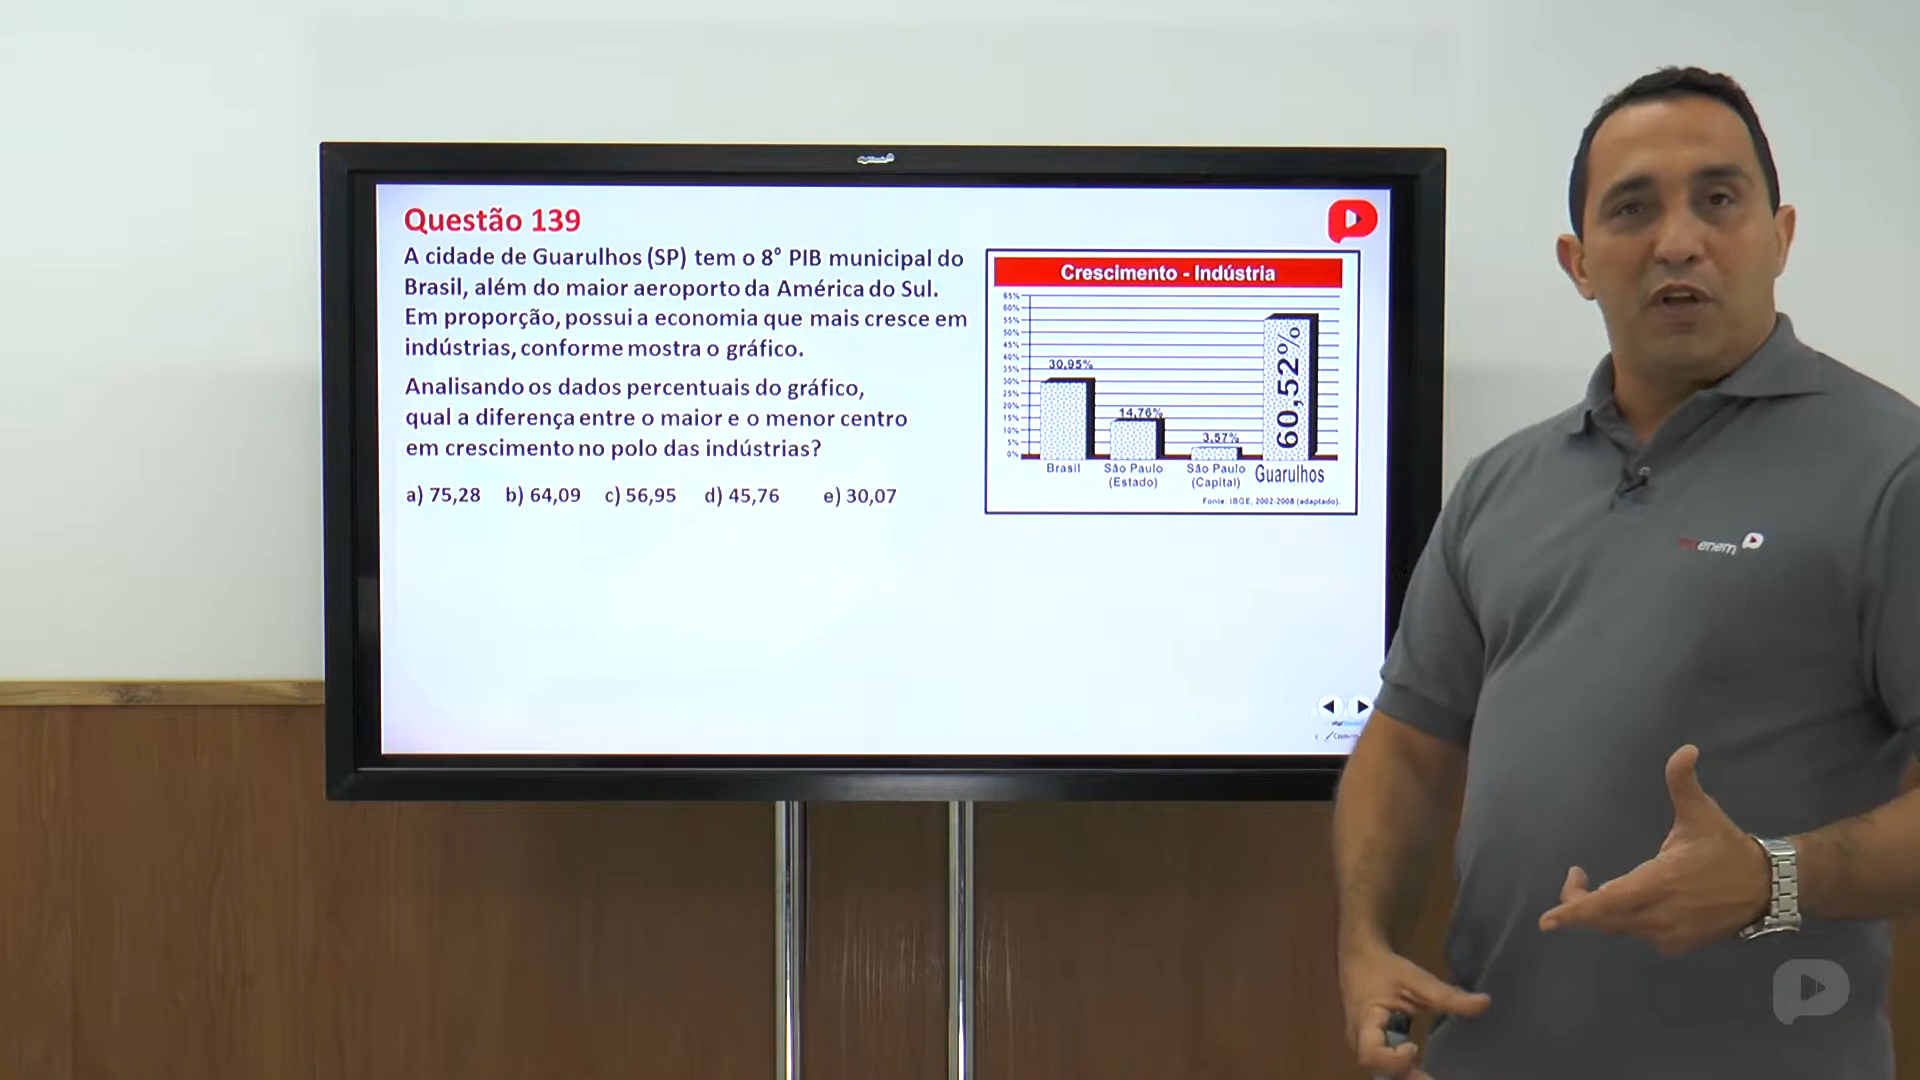 Questão 139
A cidade de Guarulhos (SP) tem o 8° PIB municipal do
Brasil, além do maior aeroporto da América do Sul.
Em proporção, possui a economia que mais cresce em
indústrias, conforme mostra o gráfico.
Analisando os dados percentuais do gráfico,
qual a diferença entre o maior e o menor centro
em crescimento no polo das indústrias?
a) 75,28 b) 64,09 c) 56,95 d) 45,76 e) 30,07
Crescimento - Indústria
65%
60%
55%
50%
45%
40%
35%
30%
25%
20%
15%
10%
5%
0%
30,95%
14,76%
3,57%
60,52%
Brasil
São Paulo
(Estado)
São Paulo
(Capital)
Guarulhos
Fonte: IBGE, 2002-2008 (adaptado).
enem